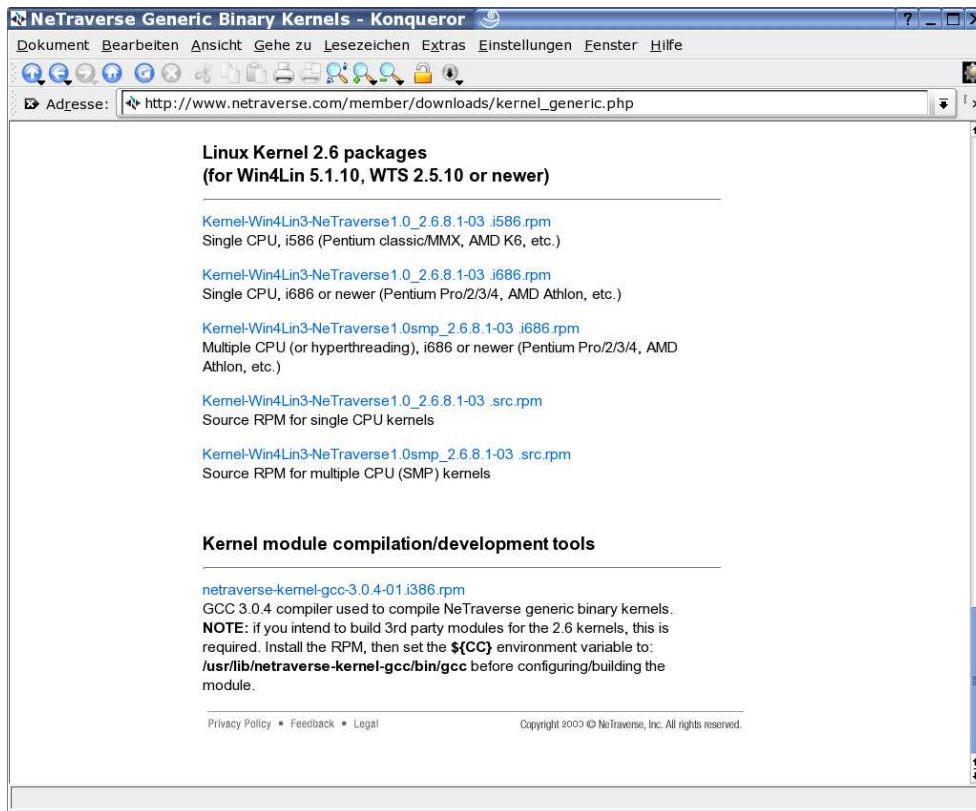 NeTraverse Generic Binary Kernels - Konqueror
Dokument Bearbeiten Ansicht Gehe zu Lesezeichen Extras Einstellungen Fenster Hilfe
Adresse: http://www.netraverse.com/member/downloads/kernel_generic.php
Linux Kernel 2.6 packages
(for Win4Lin 5.1.10, WTS 2.5.10 or newer)
Kernel-Win4Lin3-NeTraverse1.0_2.6.8.1-03 .i586.rpm
Single CPU, i586 (Pentium classic/MMX, AMD K6, etc.)
Kernel-Win4Lin3-NeTraverse1.0_2.6.8.1-03 .i686.rpm
Single CPU, i686 or newer (Pentium Pro/2/3/4, AMD Athlon, etc.)
Kernel-Win4Lin3-NeTraverse1.0smp_2.6.8.1-03 .i686.rpm
Multiple CPU (or hyperthreading), i686 or newer (Pentium Pro/2/3/4, AMD
Athlon, etc.)
Kernel-Win4Lin3-NeTraverse1.0_2.6.8.1-03 .src.rpm
Source RPM for single CPU kernels
Kernel-Win4Lin3-NeTraverse1.0smp_2.6.8.1-03 .src.rpm
Source RPM for multiple CPU (SMP) kernels
Kernel module compilation/development tools
netraverse-kernel-gcc-3.0.4-01.i386.rpm
GCC 3.0.4 compiler used to compile NeTraverse generic binary kernels.
NOTE: if you intend to build 3rd party modules for the 2.6 kernels, this is
required. Install the RPM, then set the ${CC} environment variable to:
/usr/lib/netraverse-kernel-gcc/bin/gcc before configuring/building the
module.
Privacy Policy • Feedback • Legal
Copyright 2003 © NeTraverse, Inc. All rights reserved.